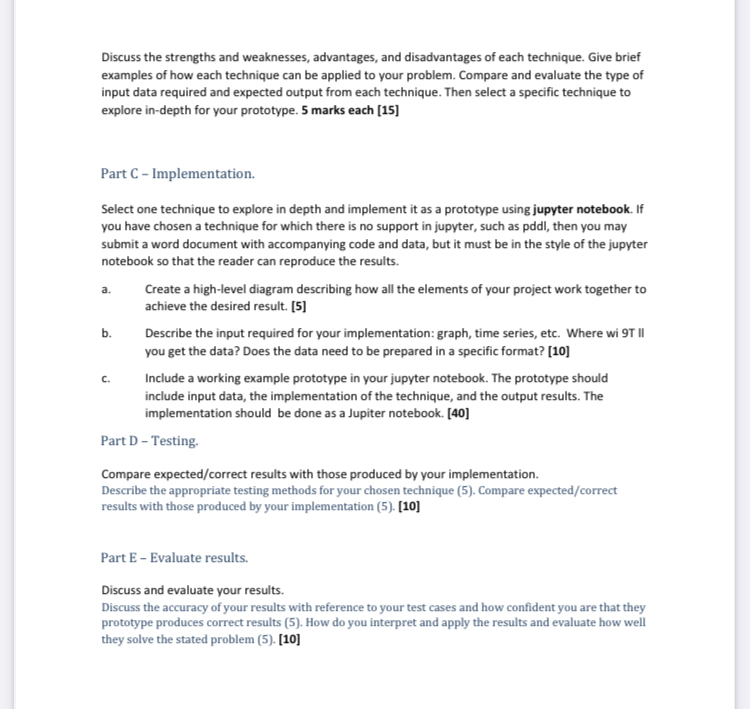 Discuss the strengths and weaknesses, advantages, and disadvantages of each technique. Give brief
examples of how each technique can be applied to your problem. Compare and evaluate the type of
input data required and expected output from each technique. Then select a specific technique to
explore in-depth for your prototype. 5 marks each [15]
Part C – Implementation.
Select one technique to explore in depth and implement it as a prototype using jupyter notebook. If
you have chosen a technique for which there is no support in jupyter, such as pddl, then you may
submit a word document with accompanying code and data, but it must be in the style of the jupyter
notebook so that the reader can reproduce the results.
a. Create a high-level diagram describing how all the elements of your project work together to
achieve the desired result. [5]
b. Describe the input required for your implementation: graph, time series, etc. Where wi 9T ll
you get the data? Does the data need to be prepared in a specific format? [10]
c. Include a working example prototype in your jupyter notebook. The prototype should
include input data, the implementation of the technique, and the output results. The
implementation should be done as a Jupiter notebook. [40]
Part D – Testing.
Compare expected/correct results with those produced by your implementation.
Describe the appropriate testing methods for your chosen technique (5). Compare expected/correct
results with those produced by your implementation (5). [10]
Part E – Evaluate results.
Discuss and evaluate your results.
Discuss the accuracy of your results with reference to your test cases and how confident you are that they
prototype produces correct results (5). How do you interpret and apply the results and evaluate how well
they solve the stated problem (5). [10]